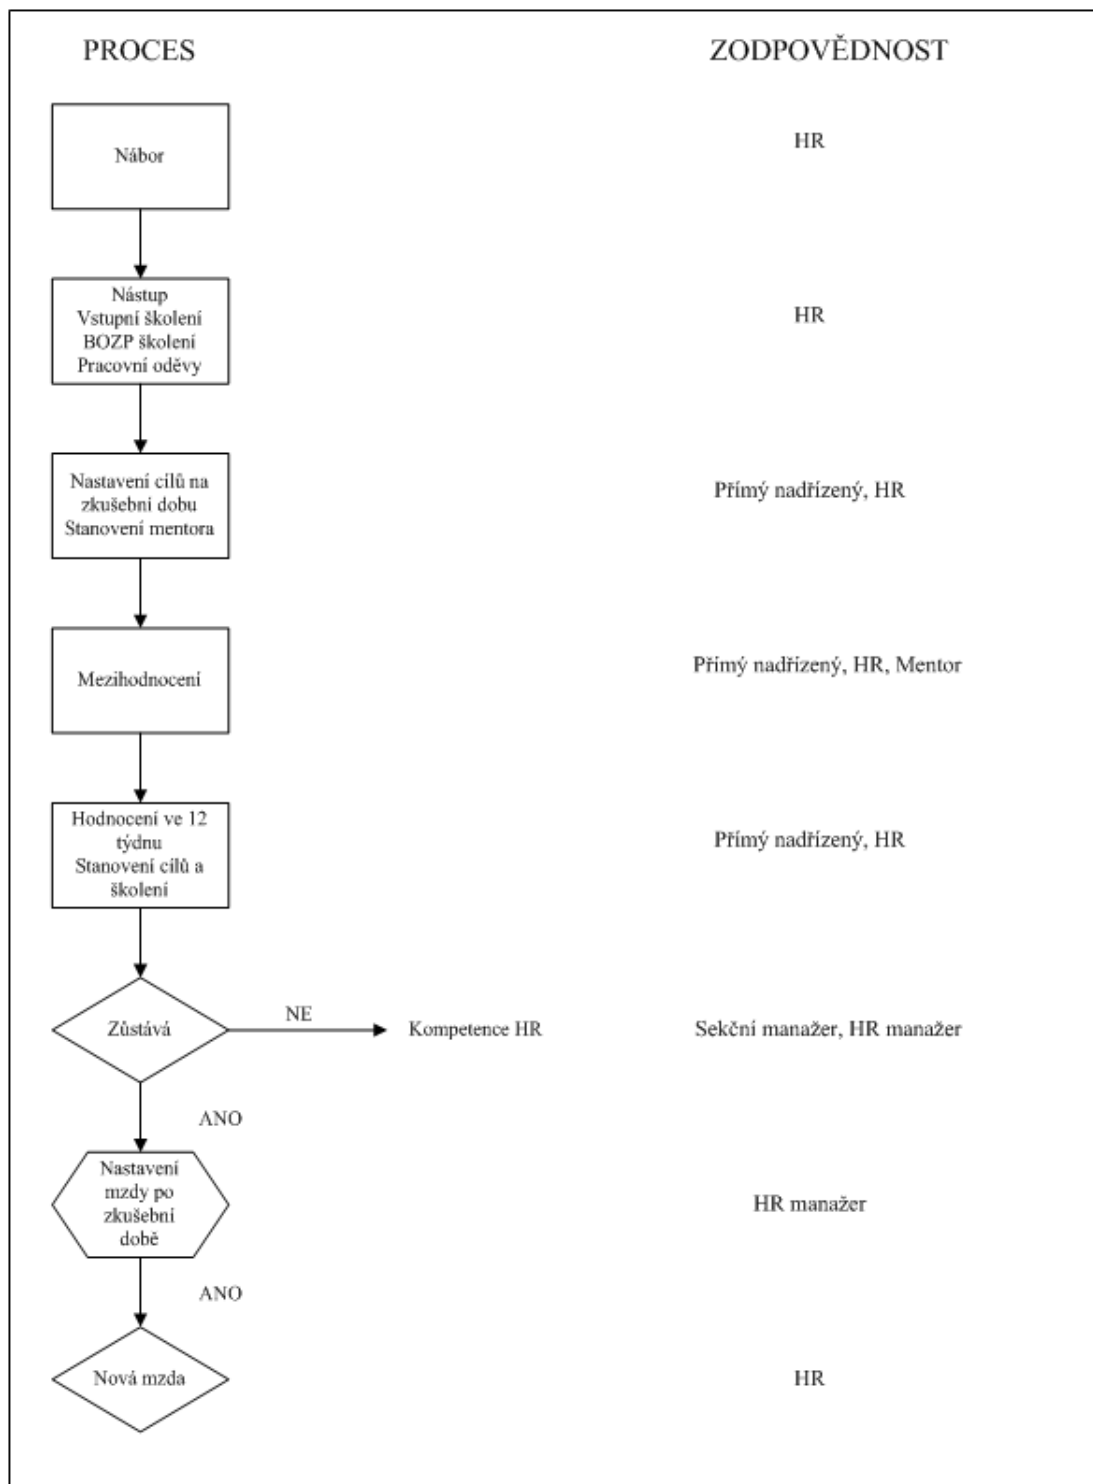 PROCES
ZODPOVĚDNOST
Nábor
HR
Nástup
Vstupní školení
BOZP školení
Pracovní oděvy
HR
Nastavení cílů na
zkušební dobu
Stanovení mentora
Přímý nadřízený, HR
Mezihodnocení
Přímý nadřízený, HR, Mentor
Hodnocení ve 12
týdnu
Stanovení cílů a
školení
Přímý nadřízený, HR
Zůstává
NE
Kompetence HR
Sekční manažer, HR manažer
ANO
Nastavení
mzdy po
zkušební
době
HR manažer
ANO
Nová mzda
HR